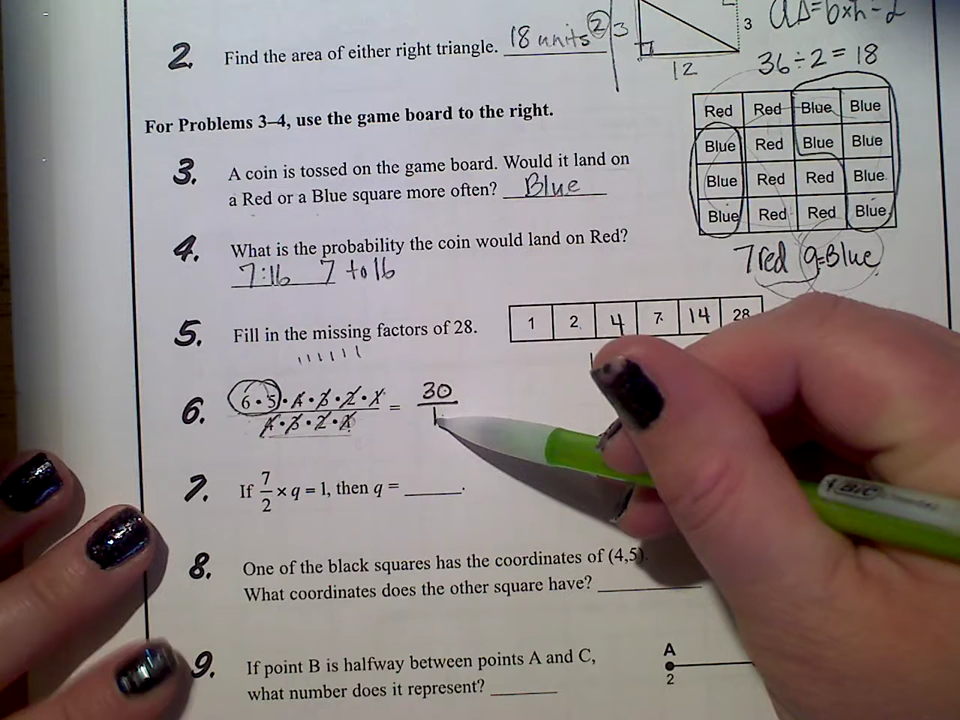 2. Find the area of either right triangle. 18 units 2
3
3
12
36 ÷ 2 = 18
For Problems 3–4, use the game board to the right.
Red Red Blue Blue
Blue Red Blue Blue
Blue Red Red Blue
Blue Red Red Blue
7 red 9=Blue
3. A coin is tossed on the game board. Would it land on
a Red or a Blue square more often? Blue
4. What is the probability the coin would land on Red?
7:16 7 to 16
5. Fill in the missing factors of 28.
1 2 4 7 14 28
6. 6 • 5 • 4 • 3 • 2 • 1
4 • 3 • 2 • 1
= 30
1
7. If 7/2 × q = 1, then q = ______.
8. One of the black squares has the coordinates of (4,5).
What coordinates does the other square have?
9. If point B is halfway between points A and C,
what number does it represent?
A
2
BIC